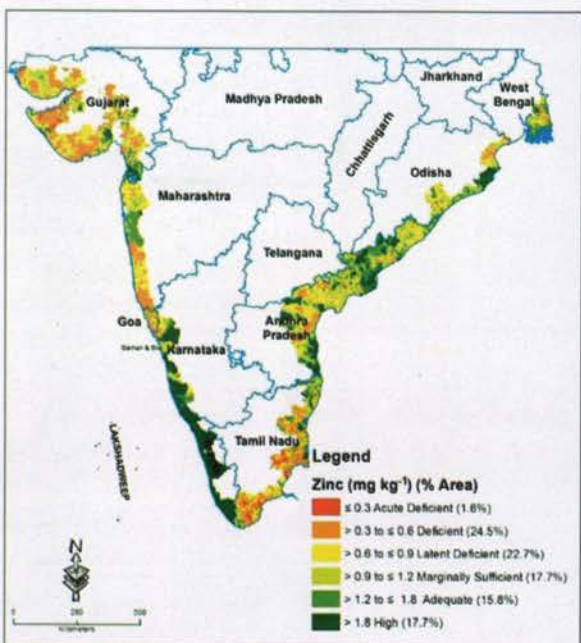 Jharkhand
West
Bengal
Gujarat
Madhya Pradesh
Chhattisgarh
Odisha
Maharashtra
Telangana
Goa
Andhra
Pradesh
Karnataka
LAKSHADWEEP
Tamil Nadu
Legend
Zinc (mg kg⁻¹) (% Area)
≤ 0.3 Acute Deficient (1.6%)
> 0.3 to ≤ 0.6 Deficient (24.5%)
> 0.6 to ≤ 0.9 Latent Deficient (22.7%)
> 0.9 to ≤ 1.2 Marginally Sufficient (17.7%)
> 1.2 to ≤ 1.8 Adequate (15.8%)
> 1.8 High (17.7%)
N
0 250 500
Kilometers